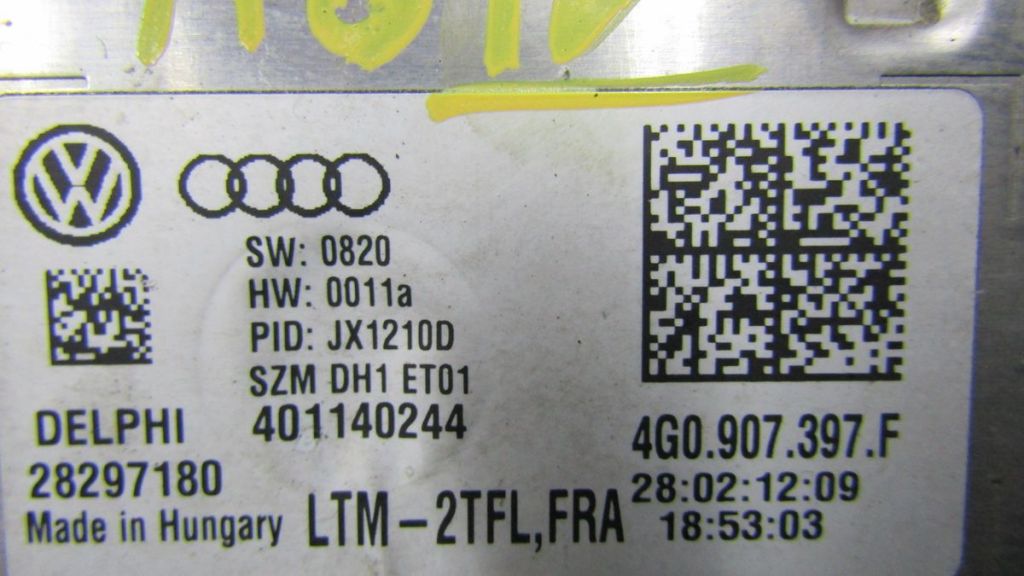 SW: 0820
HW: 0011a
PID: JX1210D
SZM DH1 ET01
401140244
DELPHI
28297180
Made in Hungary
LTM-2TFL,FRA
4G0.907.397.F
28:02:12:09
18:53:03